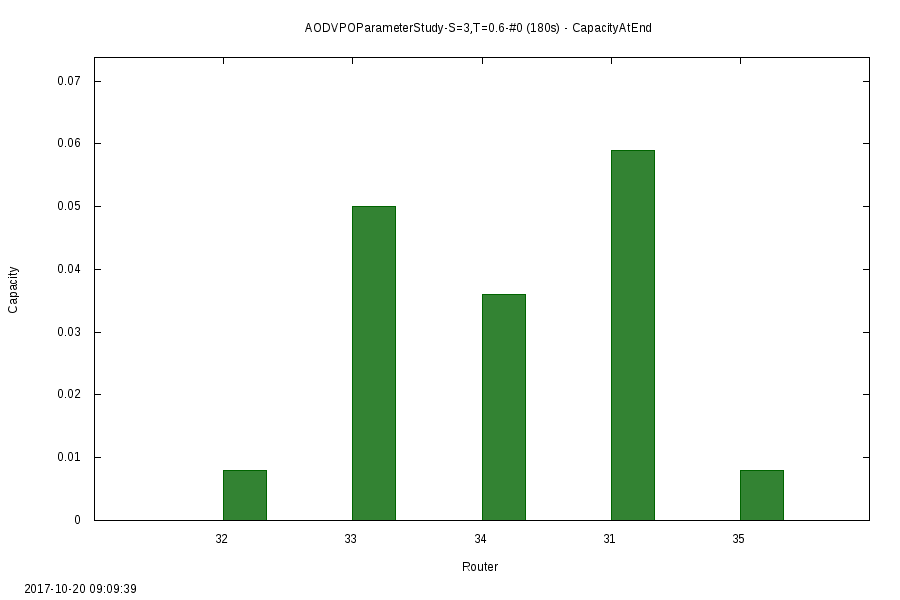 AODVPOParameterStudy-S=3,T=0.6-#0 (180s) - CapacityAtEnd
0.07
0.06
0.05
0.04
0.03
0.02
0.01
0
Capacity
32 33 34 31 35
Router
2017-10-20 09:09:39